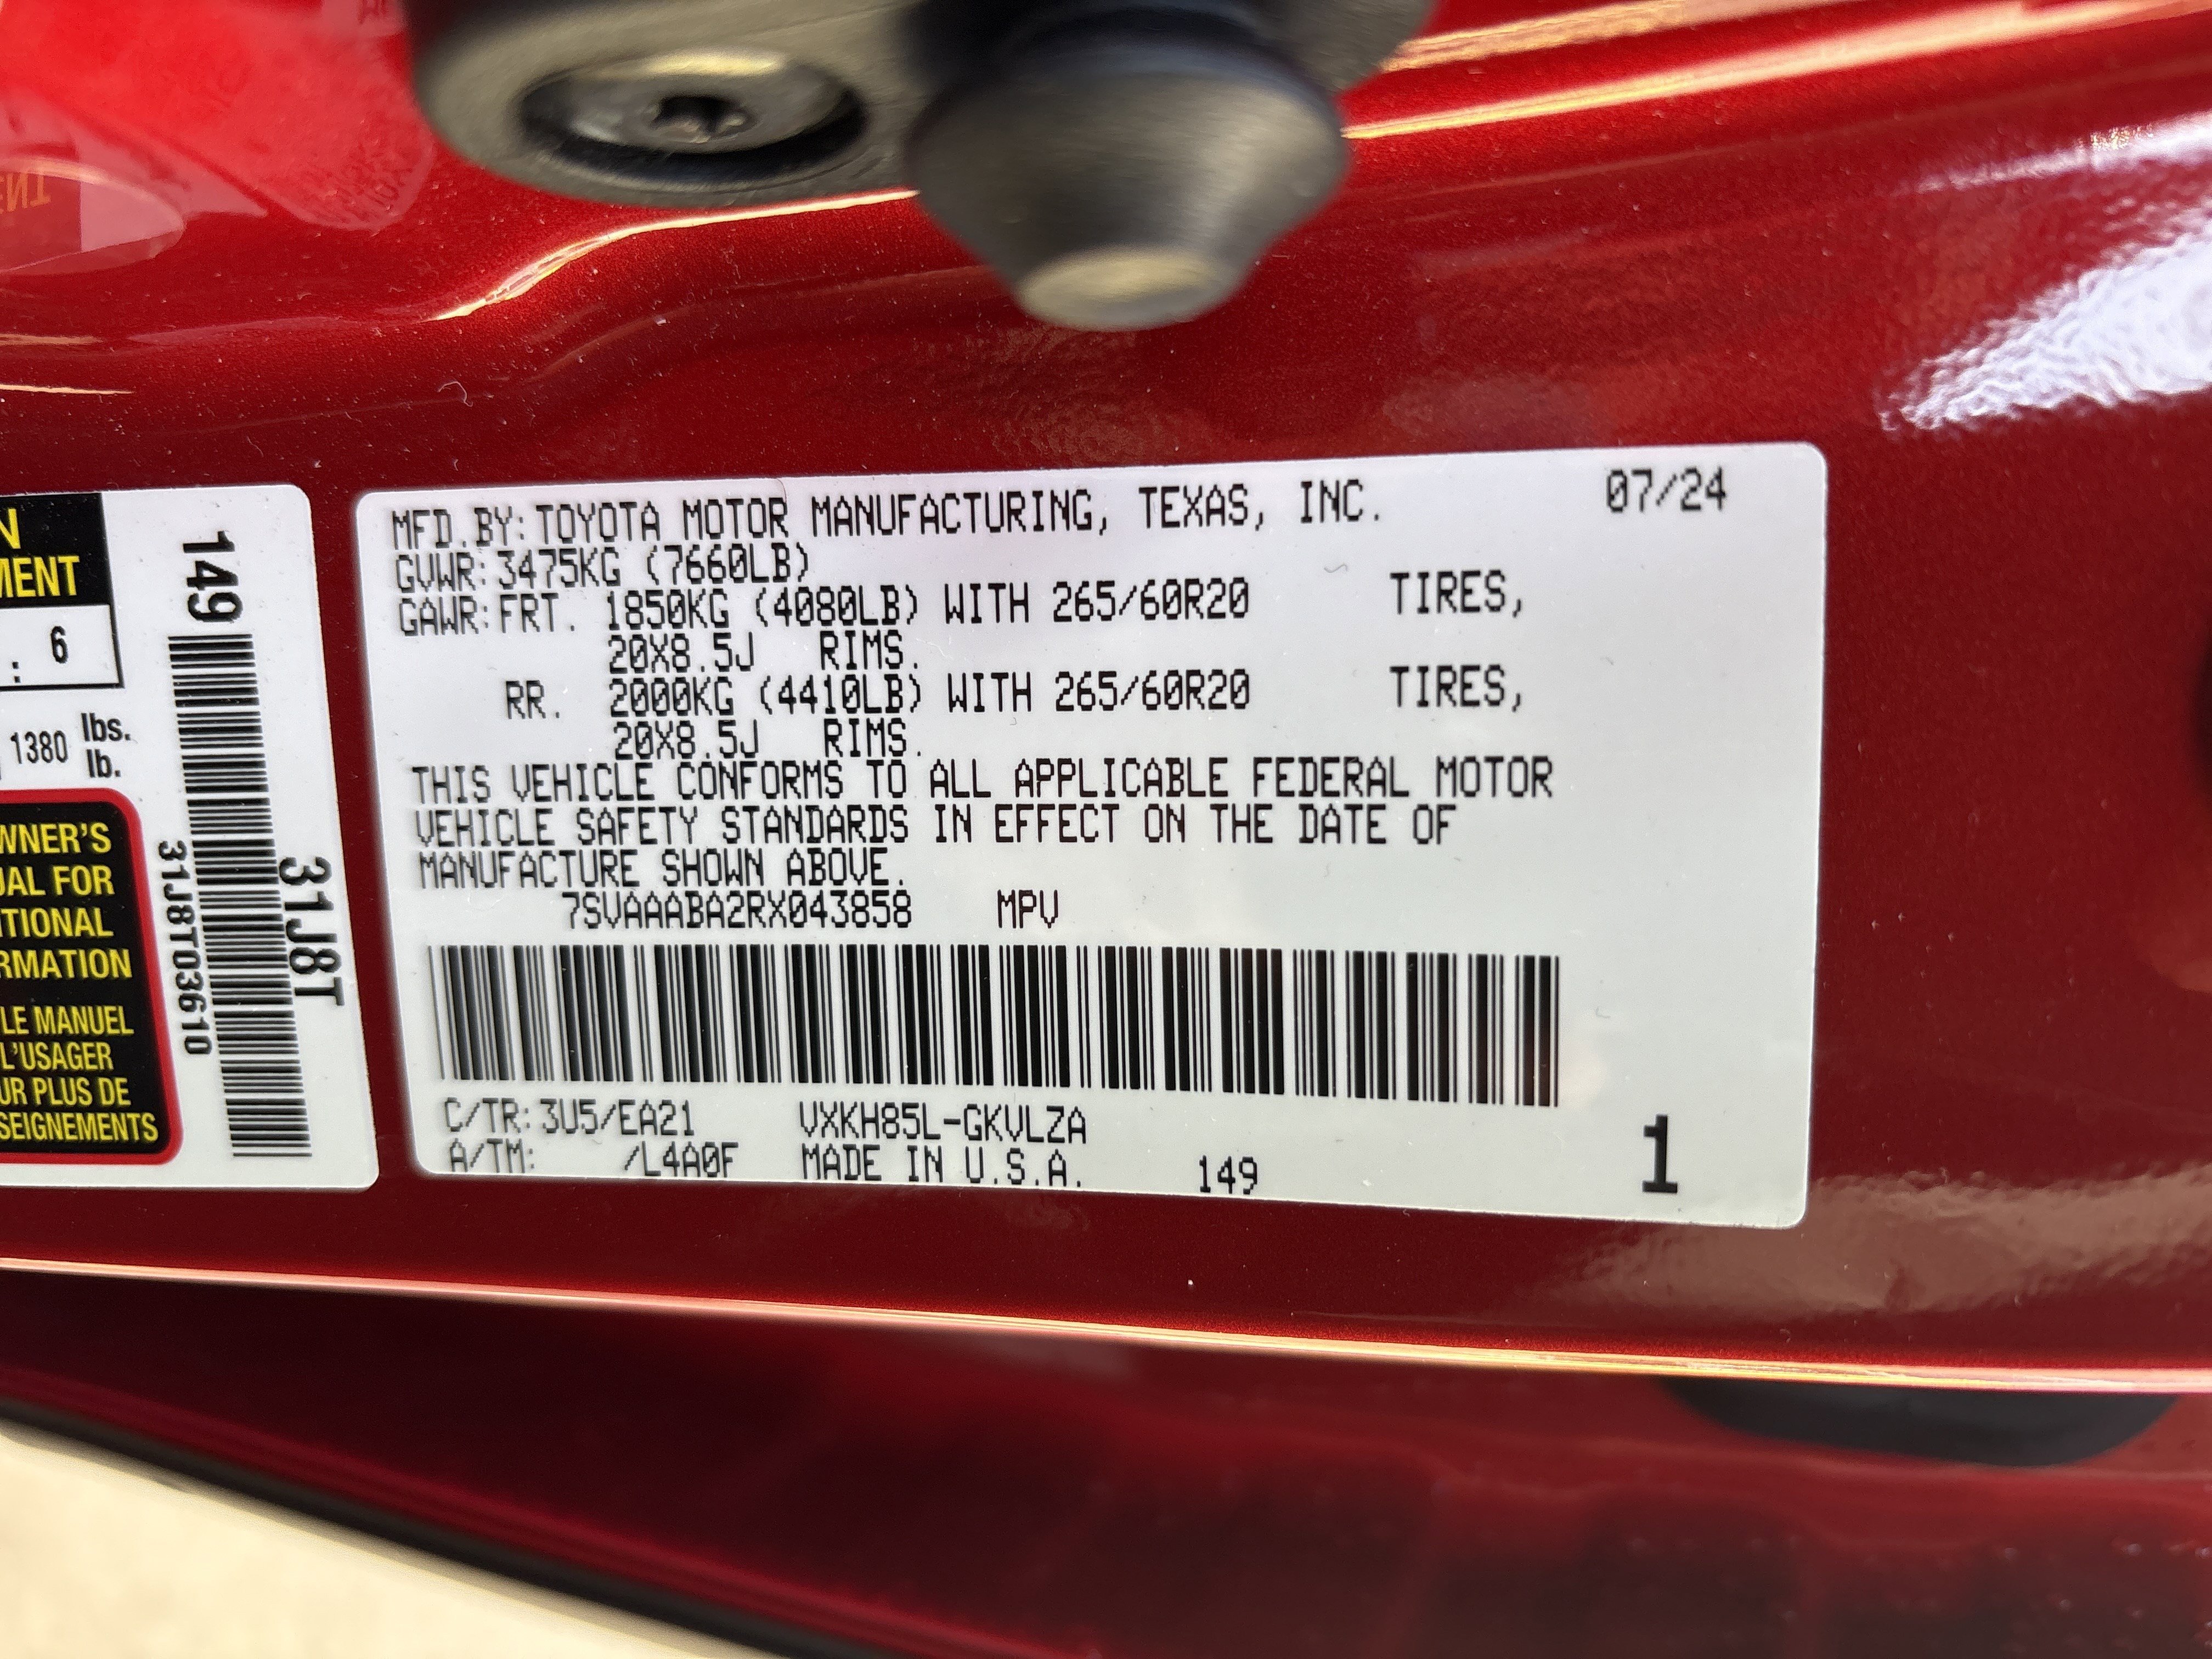 N
MENT
: 6
1380 lbs.
lb.
WNER'S
UAL FOR
ITIONAL
RMATION
LE MANUEL
L'USAGER
UR PLUS DE
SEIGNEMENTS
149
31J8T03610
31J8T
MFD.BY:TOYOTA MOTOR MANUFACTURING, TEXAS, INC. 07/24
GVWR:3475KG (7660LB)
GAWR:FRT. 1850KG (4080LB) WITH 265/60R20 TIRES,
20X8.5J RIMS.
RR. 2000KG (4410LB) WITH 265/60R20 TIRES,
20X8.5J RIMS.
THIS VEHICLE CONFORMS TO ALL APPLICABLE FEDERAL MOTOR
VEHICLE SAFETY STANDARDS IN EFFECT ON THE DATE OF
MANUFACTURE SHOWN ABOVE.
7SVAAABA2RX043858 MPV
C/TR:3U5/EA21 VXKH85L-GKVLZA
A/TM: /L4A0F MADE IN U.S.A. 149
1